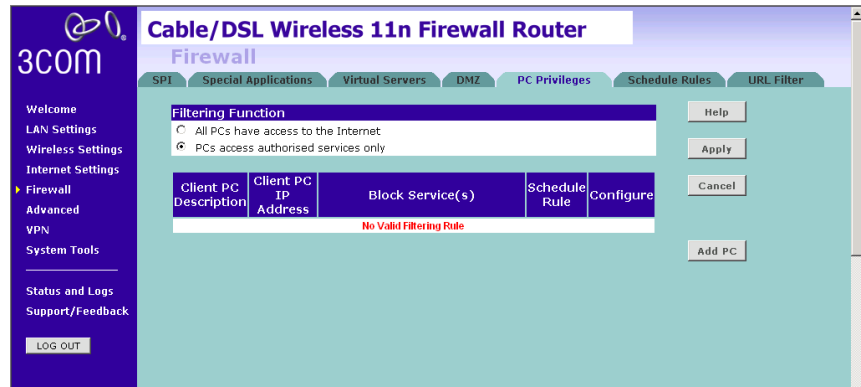 3COM
Cable/DSL Wireless 11n Firewall Router
Firewall
SPI Special Applications Virtual Servers DMZ PC Privileges Schedule Rules URL Filter
Welcome
LAN Settings
Wireless Settings
Internet Settings
Firewall
Advanced
VPN
System Tools
Status and Logs
Support/Feedback
LOG OUT
Filtering Function
All PCs have access to the Internet
PCs access authorised services only
Client PC Description Client PC IP Address Block Service(s) Schedule Rule Configure
No Valid Filtering Rule
Help
Apply
Cancel
Add PC